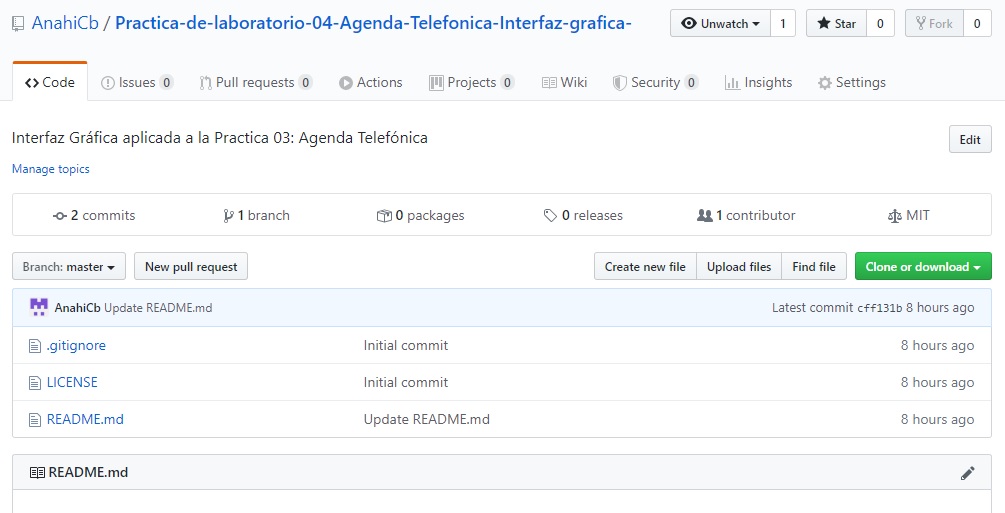 AnahiCb / Practica-de-laboratorio-04-Agenda-Telefonica-Interfaz-grafica- Unwatch 1 Star 0 Fork 0
Code Issues 0 Pull requests 0 Actions Projects 0 Wiki Security 0 Insights Settings
Interfaz Gráfica aplicada a la Practica 03: Agenda Telefónica Edit
Manage topics
2 commits 1 branch 0 packages 0 releases 1 contributor MIT
Branch: master New pull request Create new file Upload files Find file Clone or download
AnahiCb Update README.md Latest commit cff131b 8 hours ago
.gitignore Initial commit 8 hours ago
LICENSE Initial commit 8 hours ago
README.md Update README.md 8 hours ago
README.md